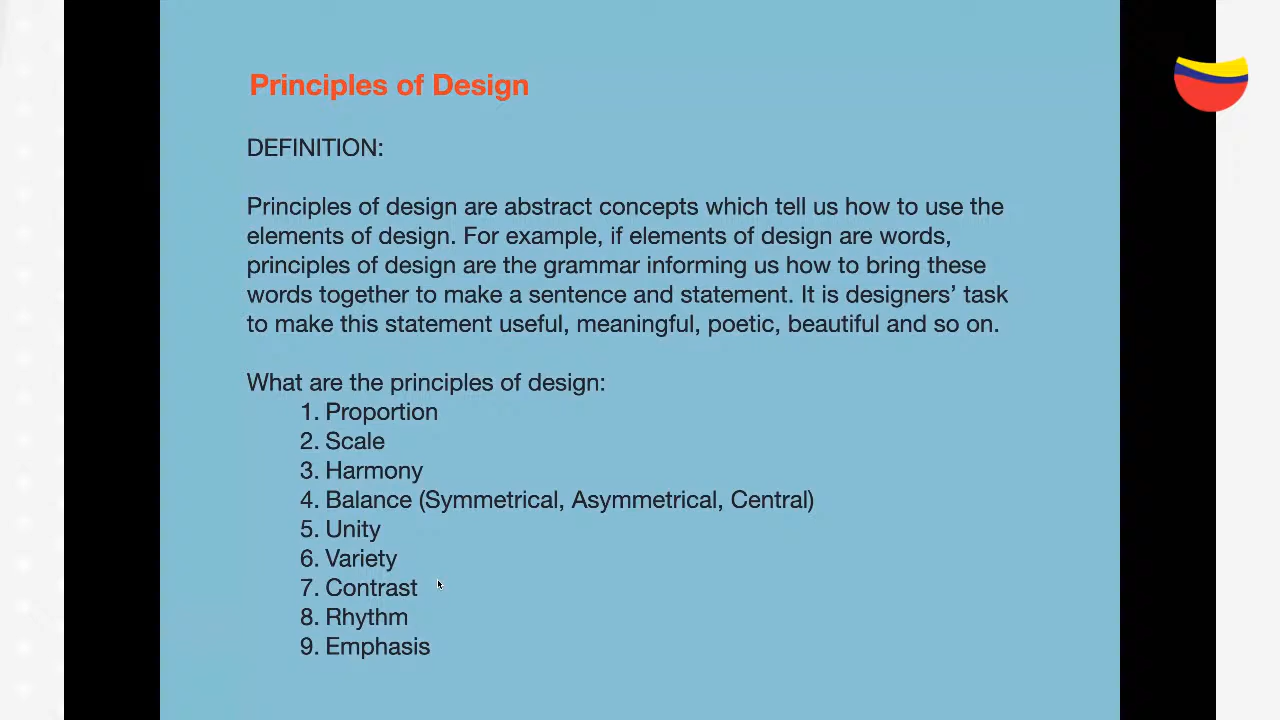 Principles of Design
DEFINITION:
Principles of design are abstract concepts which tell us how to use the
elements of design. For example, if elements of design are words,
principles of design are the grammar informing us how to bring these
words together to make a sentence and statement. It is designers’ task
to make this statement useful, meaningful, poetic, beautiful and so on.
What are the principles of design:
1. Proportion
2. Scale
3. Harmony
4. Balance (Symmetrical, Asymmetrical, Central)
5. Unity
6. Variety
7. Contrast
8. Rhythm
9. Emphasis